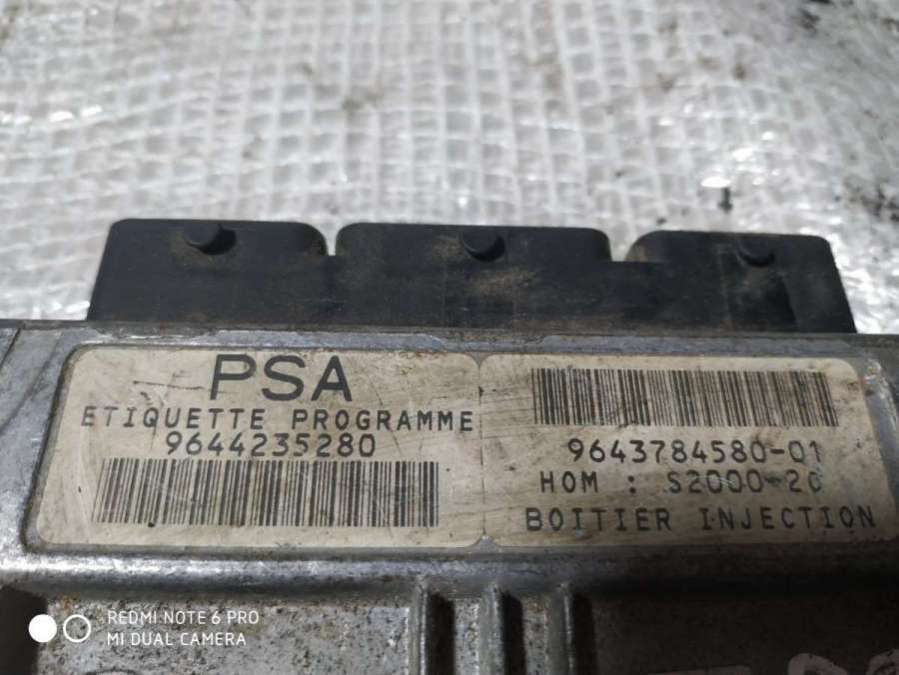 PSA
ETIQUETTE PROGRAMME
9644235280
9643784580-01
HOM : S2000-20
BOITIER INJECTION
REDMI NOTE 6 PRO
MI DUAL CAMERA